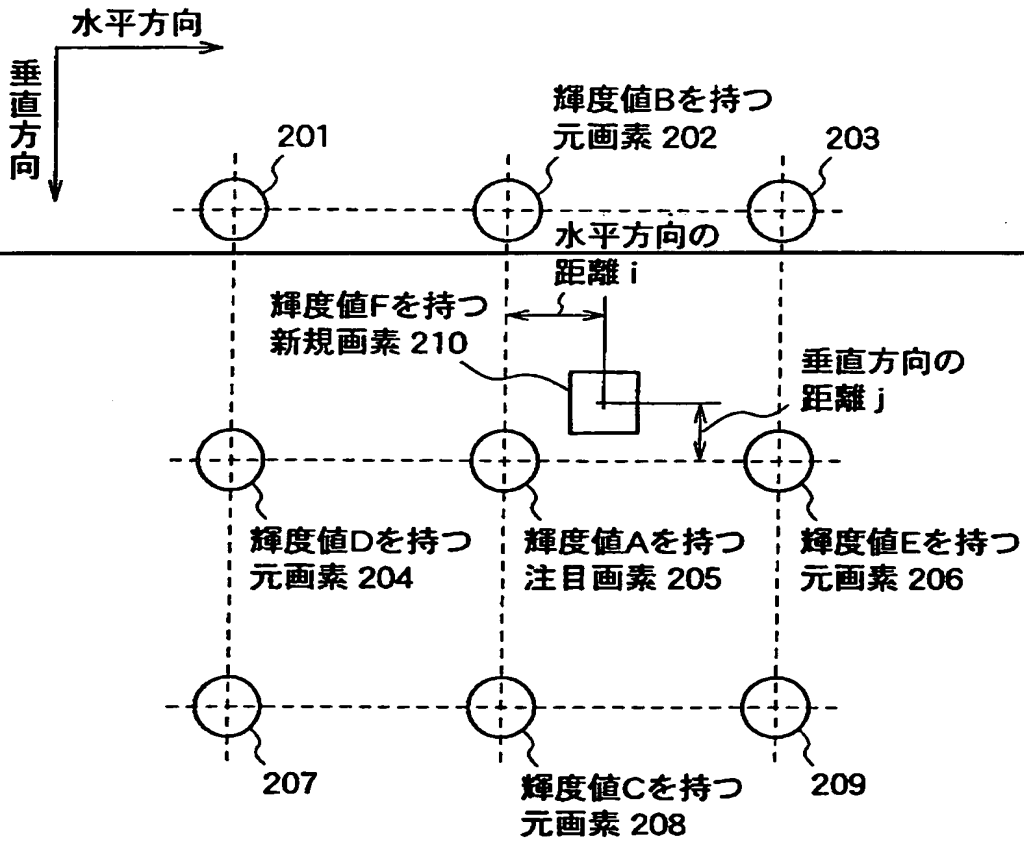 水平方向
垂直方向
201
輝度値Bを持つ
元画素 202
203
水平方向の
距離 i
輝度値Fを持つ
新規画素 210
垂直方向の
距離 j
輝度値Dを持つ
元画素 204
輝度値Aを持つ
注目画素 205
輝度値Eを持つ
元画素 206
207
輝度値Cを持つ
元画素 208
209